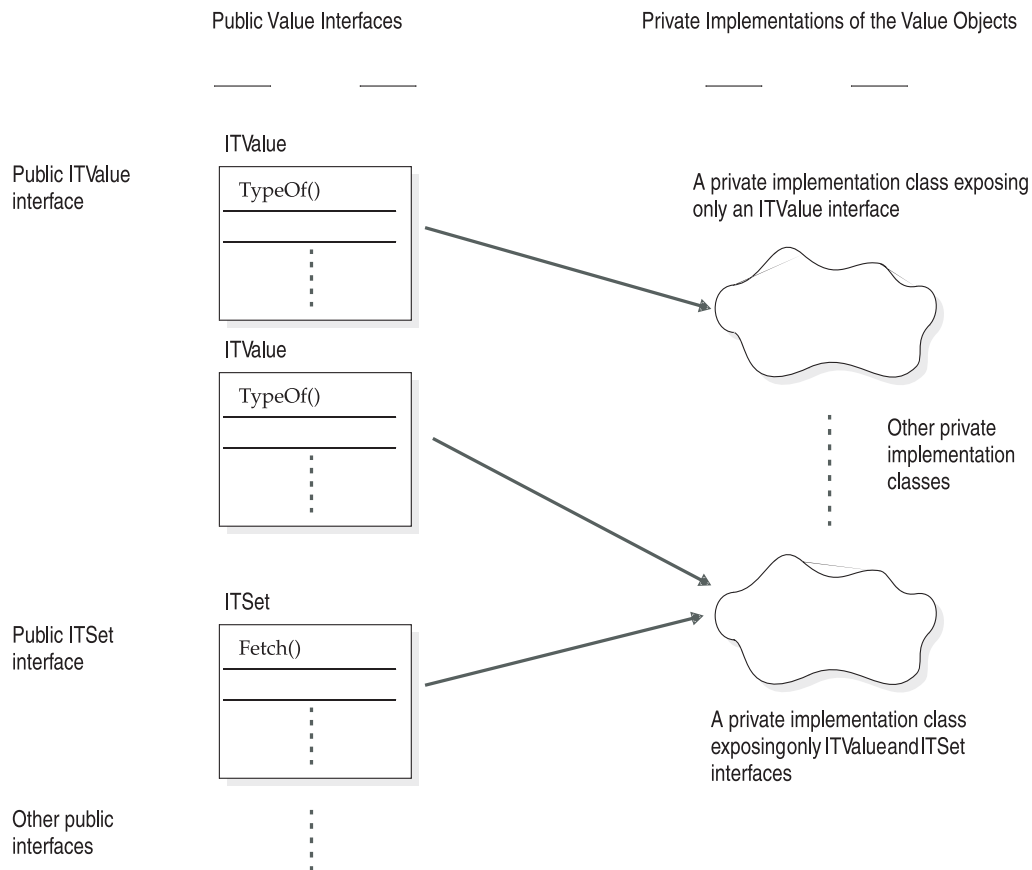 Public Value Interfaces
Private Implementations of the Value Objects
ITValue
Public ITValue
interface
TypeOf()
A private implementation class exposing
only an ITValue interface
ITValue
TypeOf()
Other private
implementation
classes
ITSet
Public ITSet
interface
Fetch()
A private implementation class
exposingonly ITValueandITSet
interfaces
Other public
interfaces